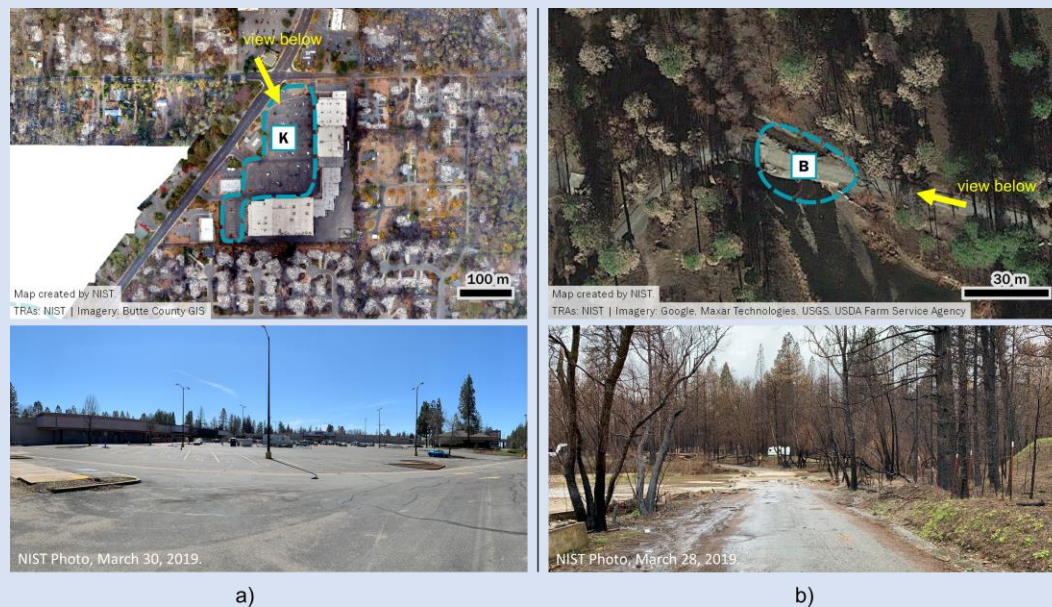 view below
K
100 m
Map created by NIST.
TRAs: NIST | Imagery: Butte County GIS
NIST Photo, March 30, 2019.
a)
B
view below
30 m
Map created by NIST.
TRAs: NIST | Imagery: Google, Maxar Technologies, USGS, USDA Farm Service Agency
NIST Photo, March 28, 2019.
b)